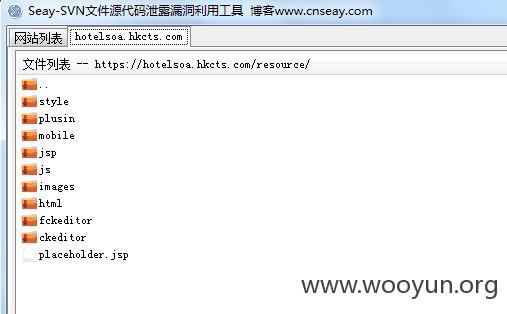 Seay-SVN文件源代码泄露漏洞利用工具 博客www.cnseay.com
网站列表 hotelsoa.hkcts.com
文件列表 -- https://hotelsoa.hkcts.com/resource/
..
style
plusin
mobile
jsp
js
images
html
fckeditor
ckeditor
placeholder.jsp
www.wooyun.org